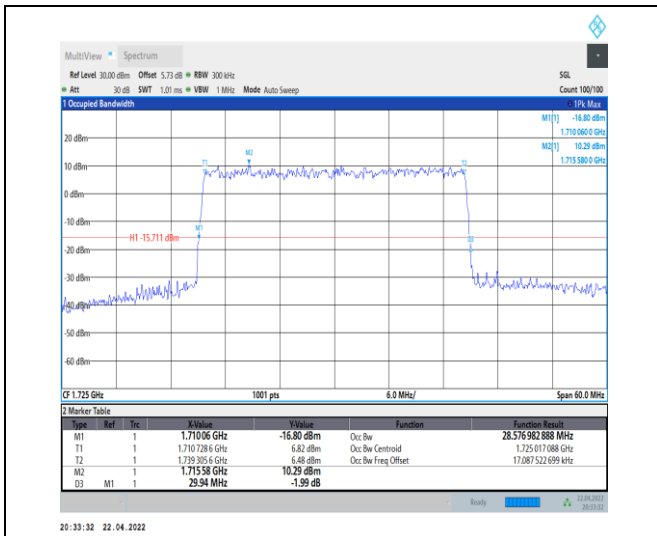 MultiView Spectrum
Ref Level 30.00 dBm Offset 5.73 dB RBW 300 kHz SGL
Att 30 dB SWT 1.01 ms VBW 1 MHz Mode Auto Sweep Count 100/100
1 Occupied Bandwidth 1Pk Max
M1[1] -16.80 dBm
1.710 060 0 GHz
M2[1] 10.29 dBm
1.715 580 0 GHz
20 dBm
M2
T1 T2
10 dBm
0 dBm
-10 dBm
M1
H1 -15.711 dBm
D3
-20 dBm
-30 dBm
-40 dBm
-50 dBm
-60 dBm
CF 1.725 GHz 1001 pts 6.0 MHz/ Span 60.0 MHz
2 Marker Table
Type Ref Trc X-Value Y-Value Function Function Result
M1 1 1.710 06 GHz -16.80 dBm Occ Bw 28.576 982 888 MHz
T1 1 1.710 728 6 GHz 6.82 dBm Occ Bw Centroid 1.725 017 088 GHz
T2 1 1.739 305 6 GHz 6.48 dBm Occ Bw Freq Offset 17.087 522 699 kHz
M2 1 1.715 58 GHz 10.29 dBm
D3 M1 1 29.94 MHz -1.99 dB
Ready 22.04.2022
20:33:32
20:33:32 22.04.2022